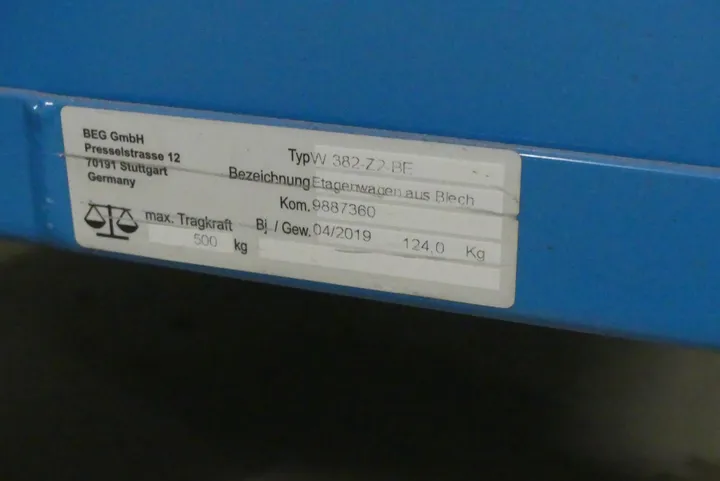 BEG GmbH
Presselstrasse 12
70191 Stuttgart
Germany
Typ W 382-Z2-BE
Bezeichnung Etagenwagen aus Blech
Kom. 9887360
Bj. / Gew. 04/2019 124,0 Kg
max. Tragkraft
500 kg